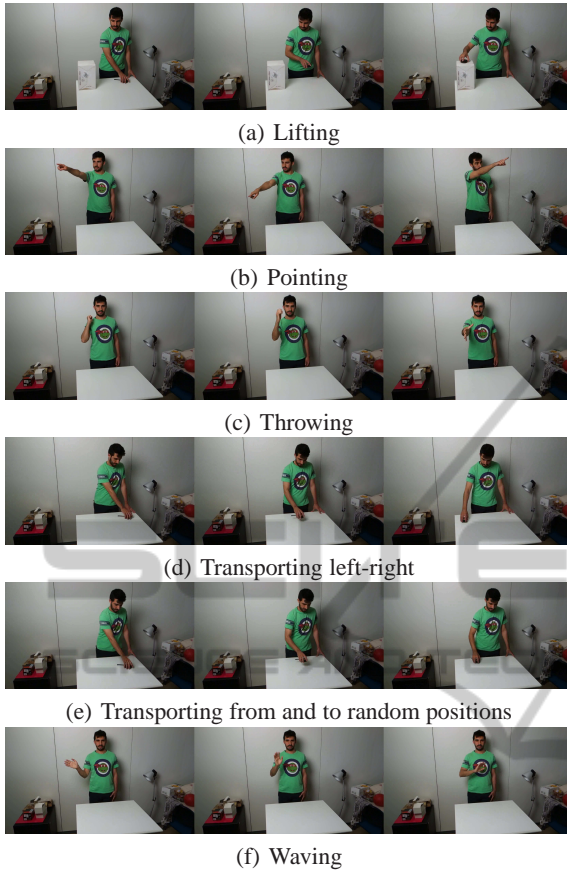 (a) Lifting
(b) Pointing
(c) Throwing
(d) Transporting left-right
(e) Transporting from and to random positions
(f) Waving